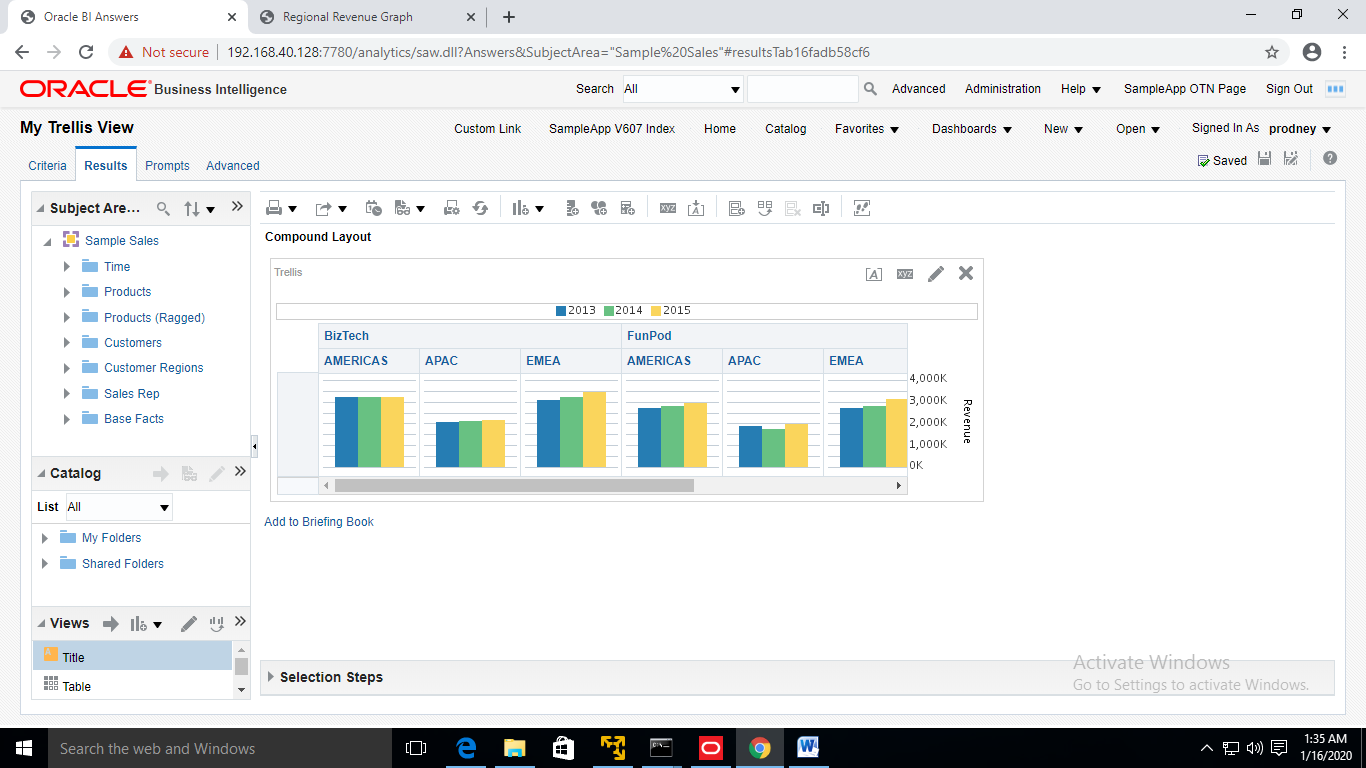 Oracle BI Answers
Regional Revenue Graph
Not secure
192.168.40.128:7780/analytics/saw.dll?Answers&SubjectArea="Sample%20Sales"#resultsTab16fadb58cf6
ORACLE Business Intelligence
Search All Advanced Administration Help SampleApp OTN Page Sign Out
My Trellis View
Custom Link SampleApp V607 Index Home Catalog Favorites Dashboards New Open Signed In As prodney
Criteria Results Prompts Advanced
Saved
Subject Are...
Sample Sales
Time
Products
Products (Ragged)
Customers
Customer Regions
Sales Rep
Base Facts
Catalog
List All
My Folders
Shared Folders
Views
Title
Table
xyz
A
Compound Layout
Trellis
A
xyz
2013 2014 2015
BizTech FunPod
AMERICAS APAC EMEA AMERICAS APAC EMEA
4,000K
3,000K
2,000K
1,000K
0K
Revenue
Add to Briefing Book
Selection Steps
Activate Windows
Go to Settings to activate Windows.
Search the web and Windows
1:35 AM
1/16/2020